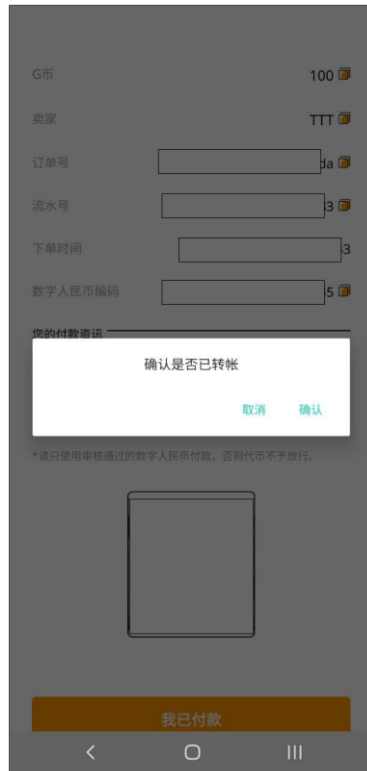 G币 100
卖家 TTT
订单号 da
流水号 33
下单时间 3
数字人民币编码 5
您的付款资讯
确认是否已转帐
取消 确认
*请只使用审核通过的数字人民币付款，否则代币不予放行。
我已付款